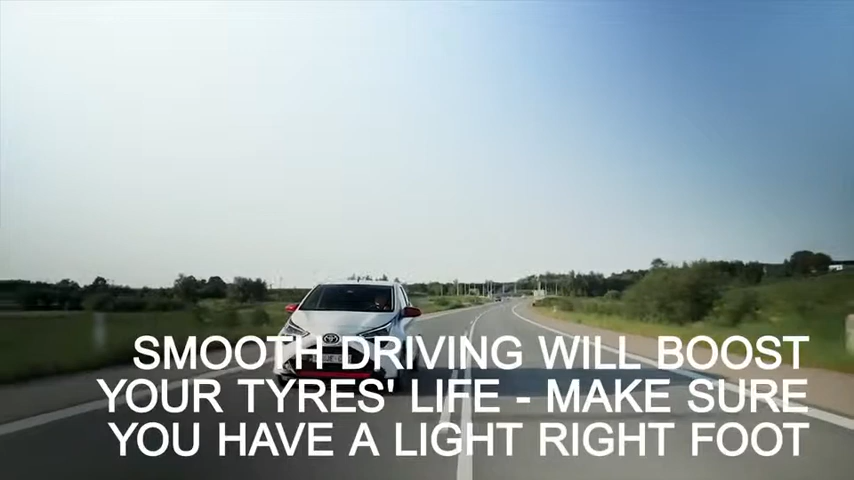 SMOOTH DRIVING WILL BOOST
YOUR TYRES' LIFE - MAKE SURE
YOU HAVE A LIGHT RIGHT FOOT